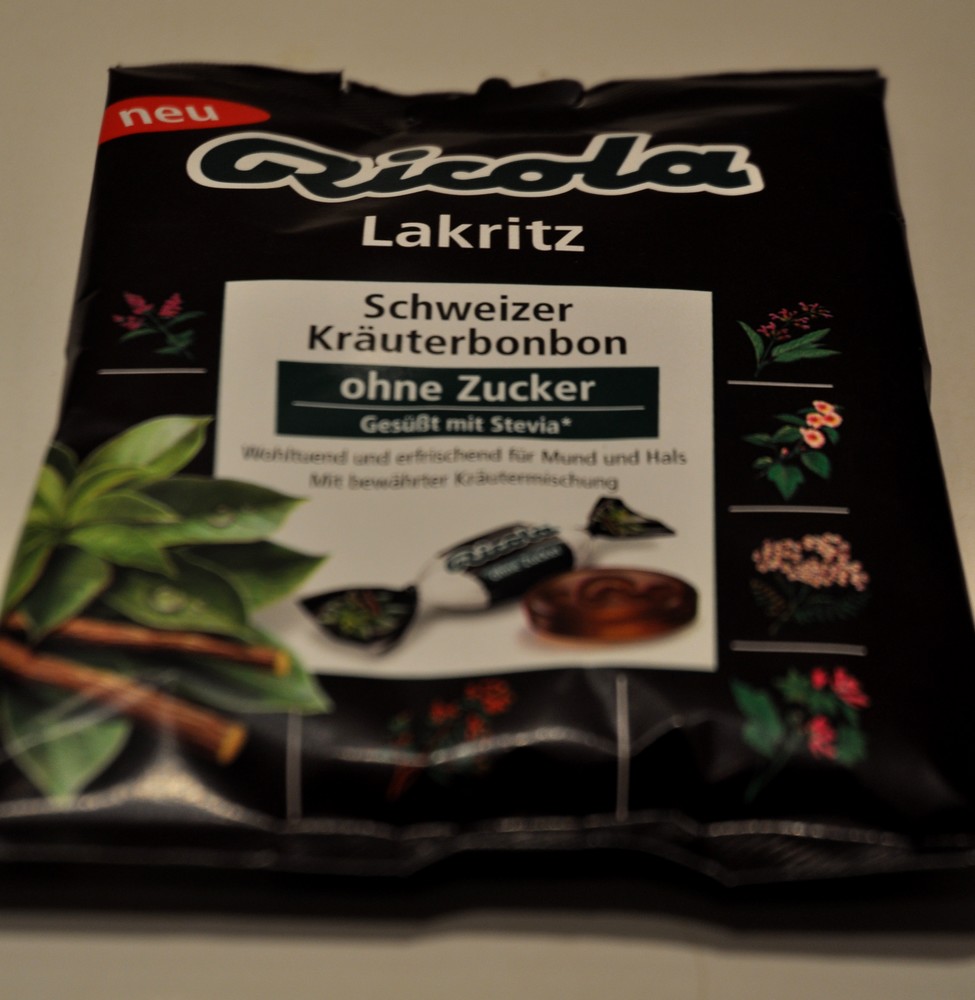 neu
Ricola
Lakritz
Schweizer
Kräuterbonbon
ohne Zucker
Gesüßt mit Stevia*
Wohltuend und erfrischend für Mund und Hals
Mit bewährter Kräutermischung
Ricola